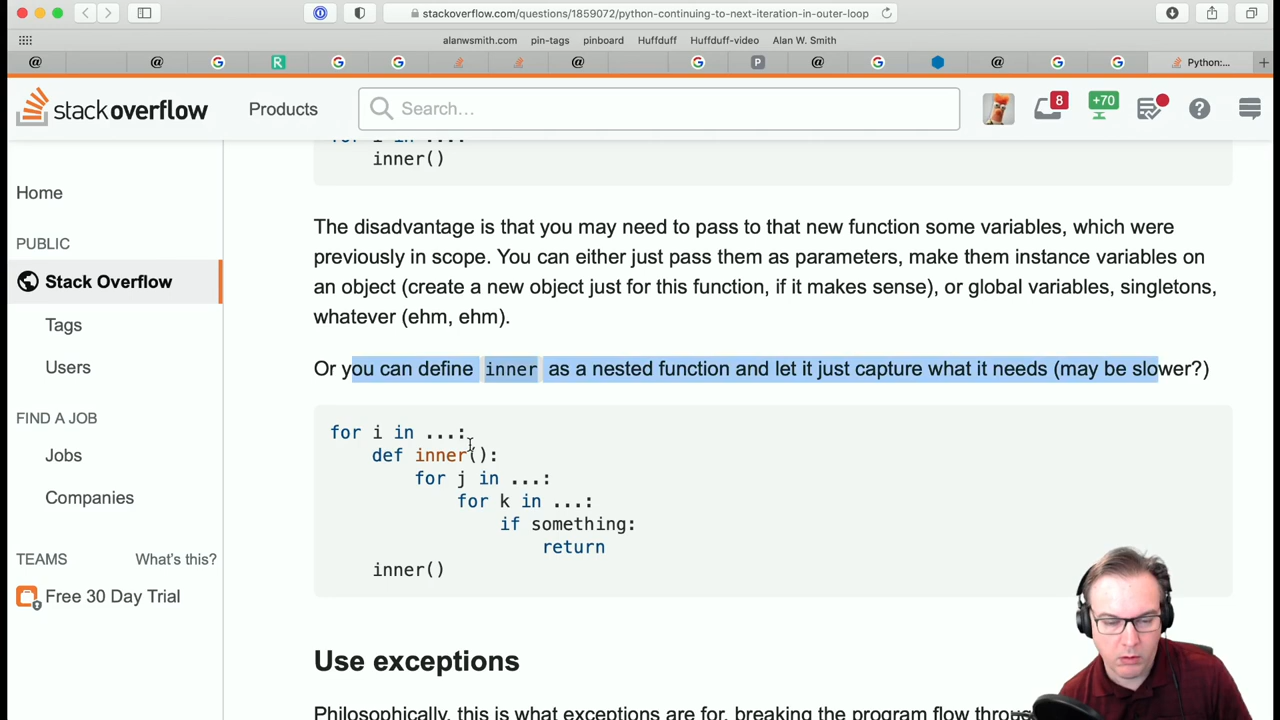 stackoverflow.com/questions/1859072/python-continuing-to-next-iteration-in-outer-loop
alanwsmith.com pin-tags pinboard Huffduff Huffduff-video Alan W. Smith
Python:...
stackoverflow Products Search... 8 +70
for i in ....:
inner()
Home
PUBLIC
Stack Overflow
Tags
Users
FIND A JOB
Jobs
Companies
TEAMS What's this?
Free 30 Day Trial
The disadvantage is that you may need to pass to that new function some variables, which were
previously in scope. You can either just pass them as parameters, make them instance variables on
an object (create a new object just for this function, if it makes sense), or global variables, singletons,
whatever (ehm, ehm).
Or you can define inner as a nested function and let it just capture what it needs (may be slower?)
for i in ...:
def inner():
for j in ...:
for k in ...:
if something:
return
inner()
Use exceptions
Philosophically, this is what exceptions are for, breaking the program flow through